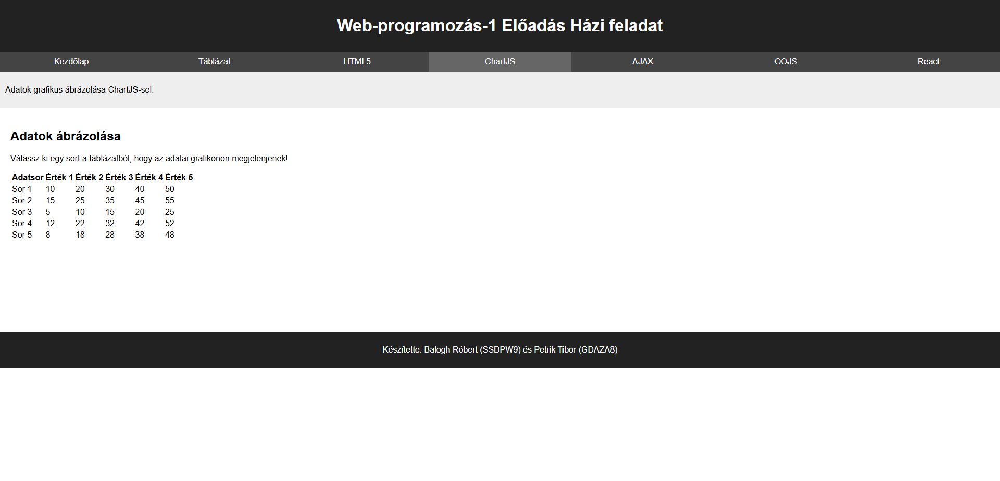 Web-programozás-1 Előadás Házi feladat
Kezdőlap Táblázat HTML5 ChartJS AJAX OOJS React
Adatok grafikus ábrázolása ChartJS-sel.
Adatok ábrázolása
Válassz ki egy sort a táblázatból, hogy az adatai grafikonon megjelenjenek!
Adatsor Érték 1 Érték 2 Érték 3 Érték 4 Érték 5
Sor 1 10 20 30 40 50
Sor 2 15 25 35 45 55
Sor 3 5 10 15 20 25
Sor 4 12 22 32 42 52
Sor 5 8 18 28 38 48
Készítette: Balogh Róbert (SSDPW9) és Petrik Tibor (GDAZA8)